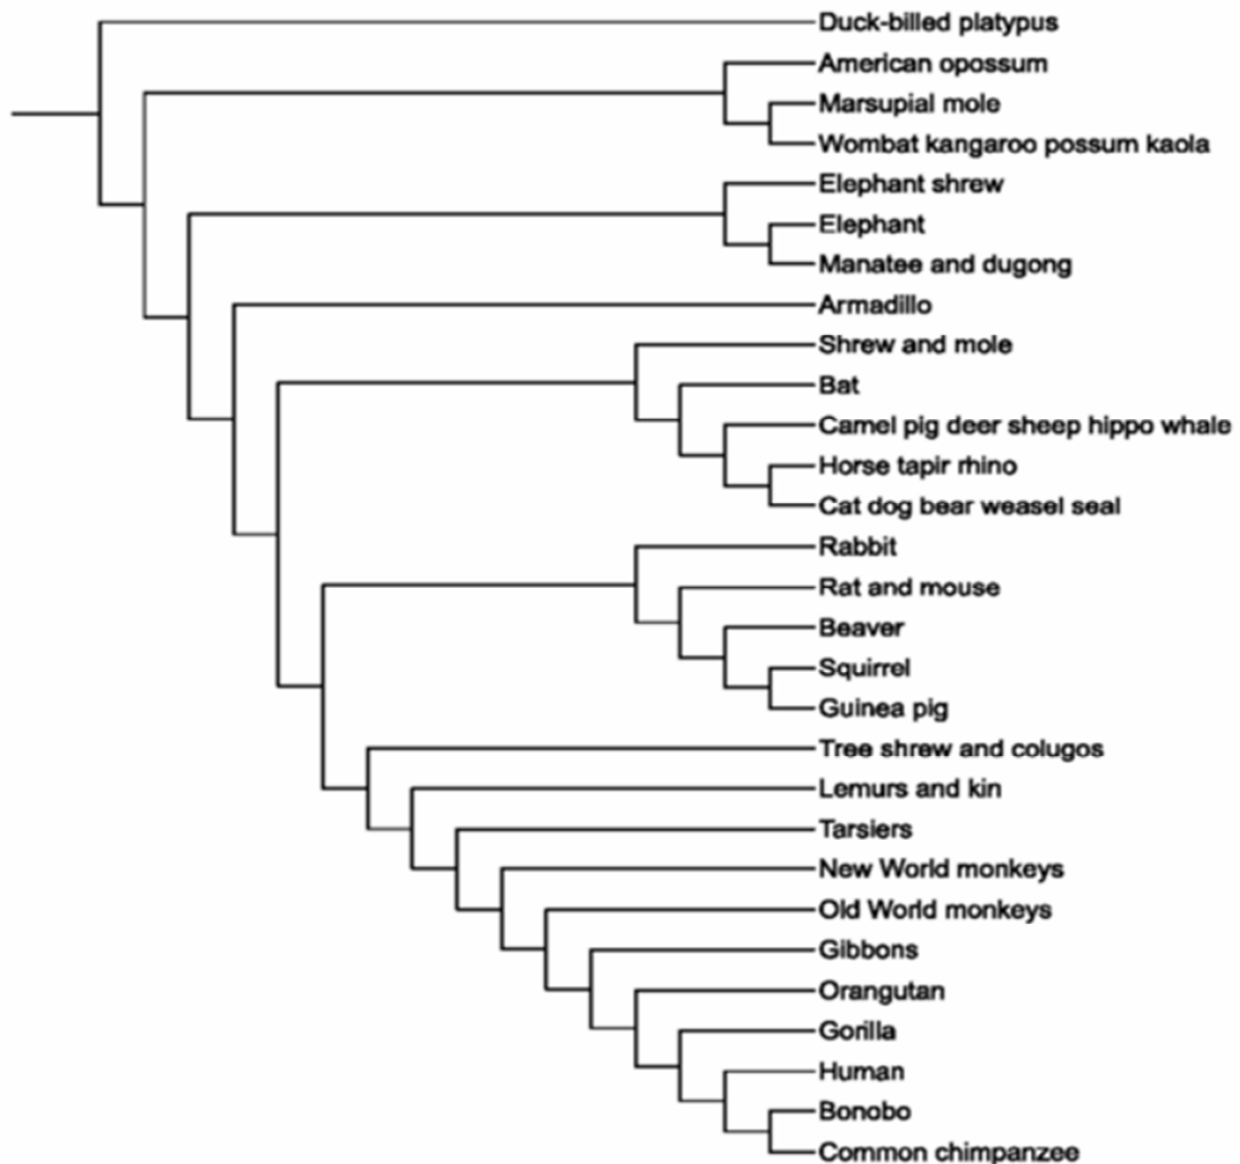 Duck-billed platypus
American opossum
Marsupial mole
Wombat kangaroo possum kaola
Elephant shrew
Elephant
Manatee and dugong
Armadillo
Shrew and mole
Bat
Camel pig deer sheep hippo whale
Horse tapir rhino
Cat dog bear weasel seal
Rabbit
Rat and mouse
Beaver
Squirrel
Guinea pig
Tree shrew and colugos
Lemurs and kin
Tarsiers
New World monkeys
Old World monkeys
Gibbons
Orangutan
Gorilla
Human
Bonobo
Common chimpanzee